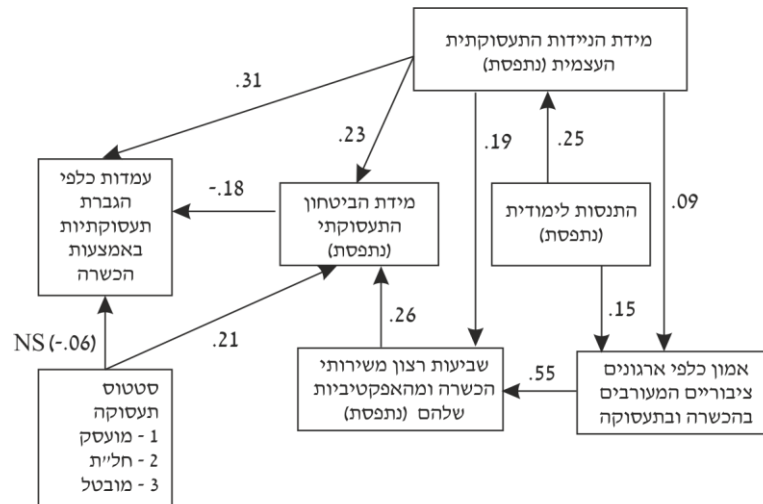 מידת הניידות התעסוקתית
העצמית (נתפסת)
.31
.23
.19
.25
.09
עמדות כלפי
הגברת
תעסוקתיות
באמצעות
הכשרה
-.18
מידת הביטחון
התעסוקתי
(נתפסת)
התנסות לימודית
(נתפסת)
NS (-.06)
.21
.26
.15
סטטוס
תעסוקה
1 - מועסק
2 - חל״ת
3 - מובטל
שביעות רצון משירותי
הכשרה ומהאפקטיביות
שלהם (נתפסת)
.55
אמון כלפי ארגונים
ציבוריים המעורבים
בהכשרה ובתעסוקה